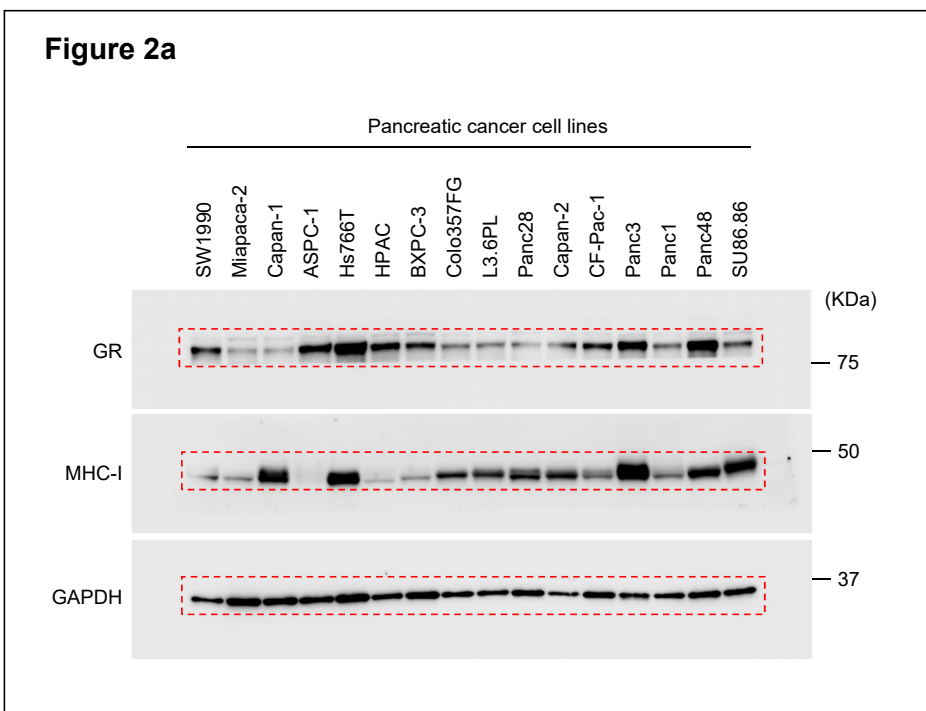 Figure 2a
Pancreatic cancer cell lines
SW1990
Miapaca-2
Capan-1
ASPC-1
Hs766T
HPAC
BXPC-3
Colo357FG
L3.6PL
Panc28
Capan-2
CF-Pac-1
Panc3
Panc1
Panc48
SU86.86
(KDa)
GR
75
50
MHC-I
37
GAPDH